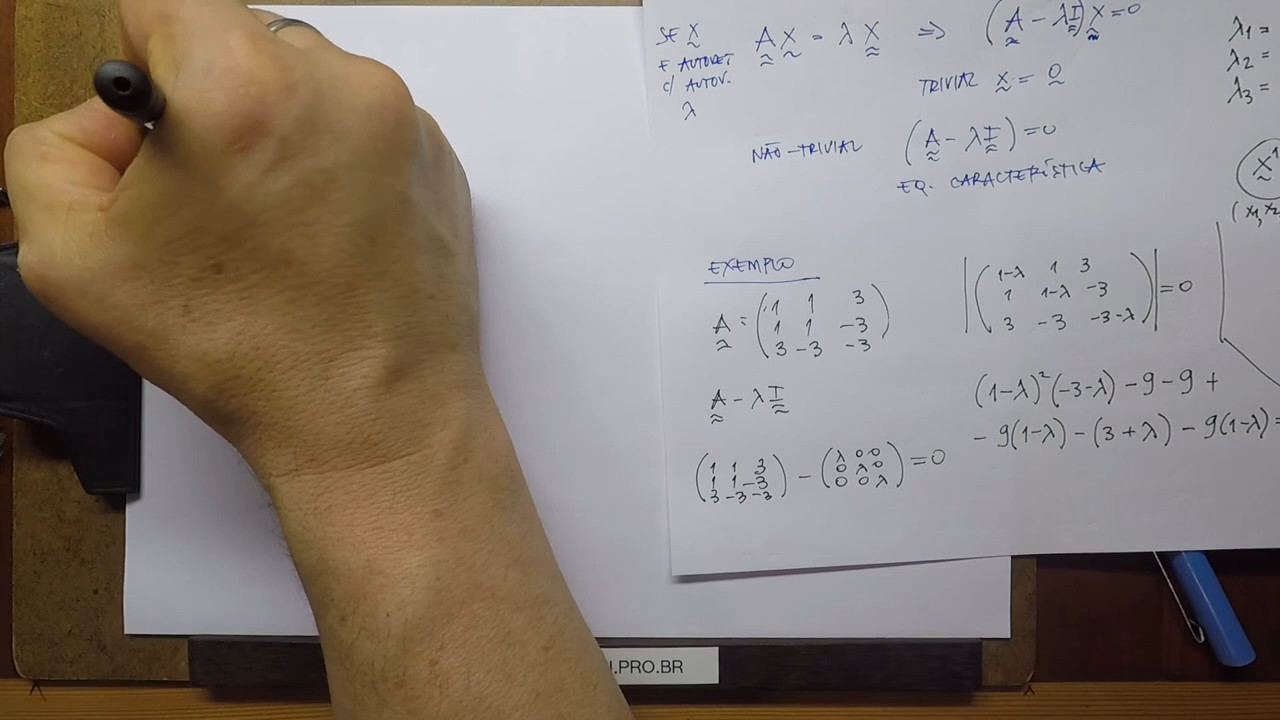 SE X
É AUTOVET
C/ AUTOV.
λ
A X = λ X ⇒ (A - λI)X = 0
TRIVIAL X = 0
NÃO-TRIVIAL (A - λI) = 0
EQ. CARACTERÍSTICA
λ1 =
λ2 =
λ3 =
X1
(x1, x2
EXEMPLO
A = (1 1 3
1 1 -3
3 -3 -3)
A - λI
(1 1 3
1 1 -3
3 -3 -3) - (λ 0 0
0 λ 0
0 0 λ) = 0
|(1-λ 1 3
1 1-λ -3
3 -3 -3-λ)| = 0
(1-λ)²(-3-λ) - 9 - 9 +
- 9(1-λ) - (3+λ) - 9(1-λ) =
.PRO.BR